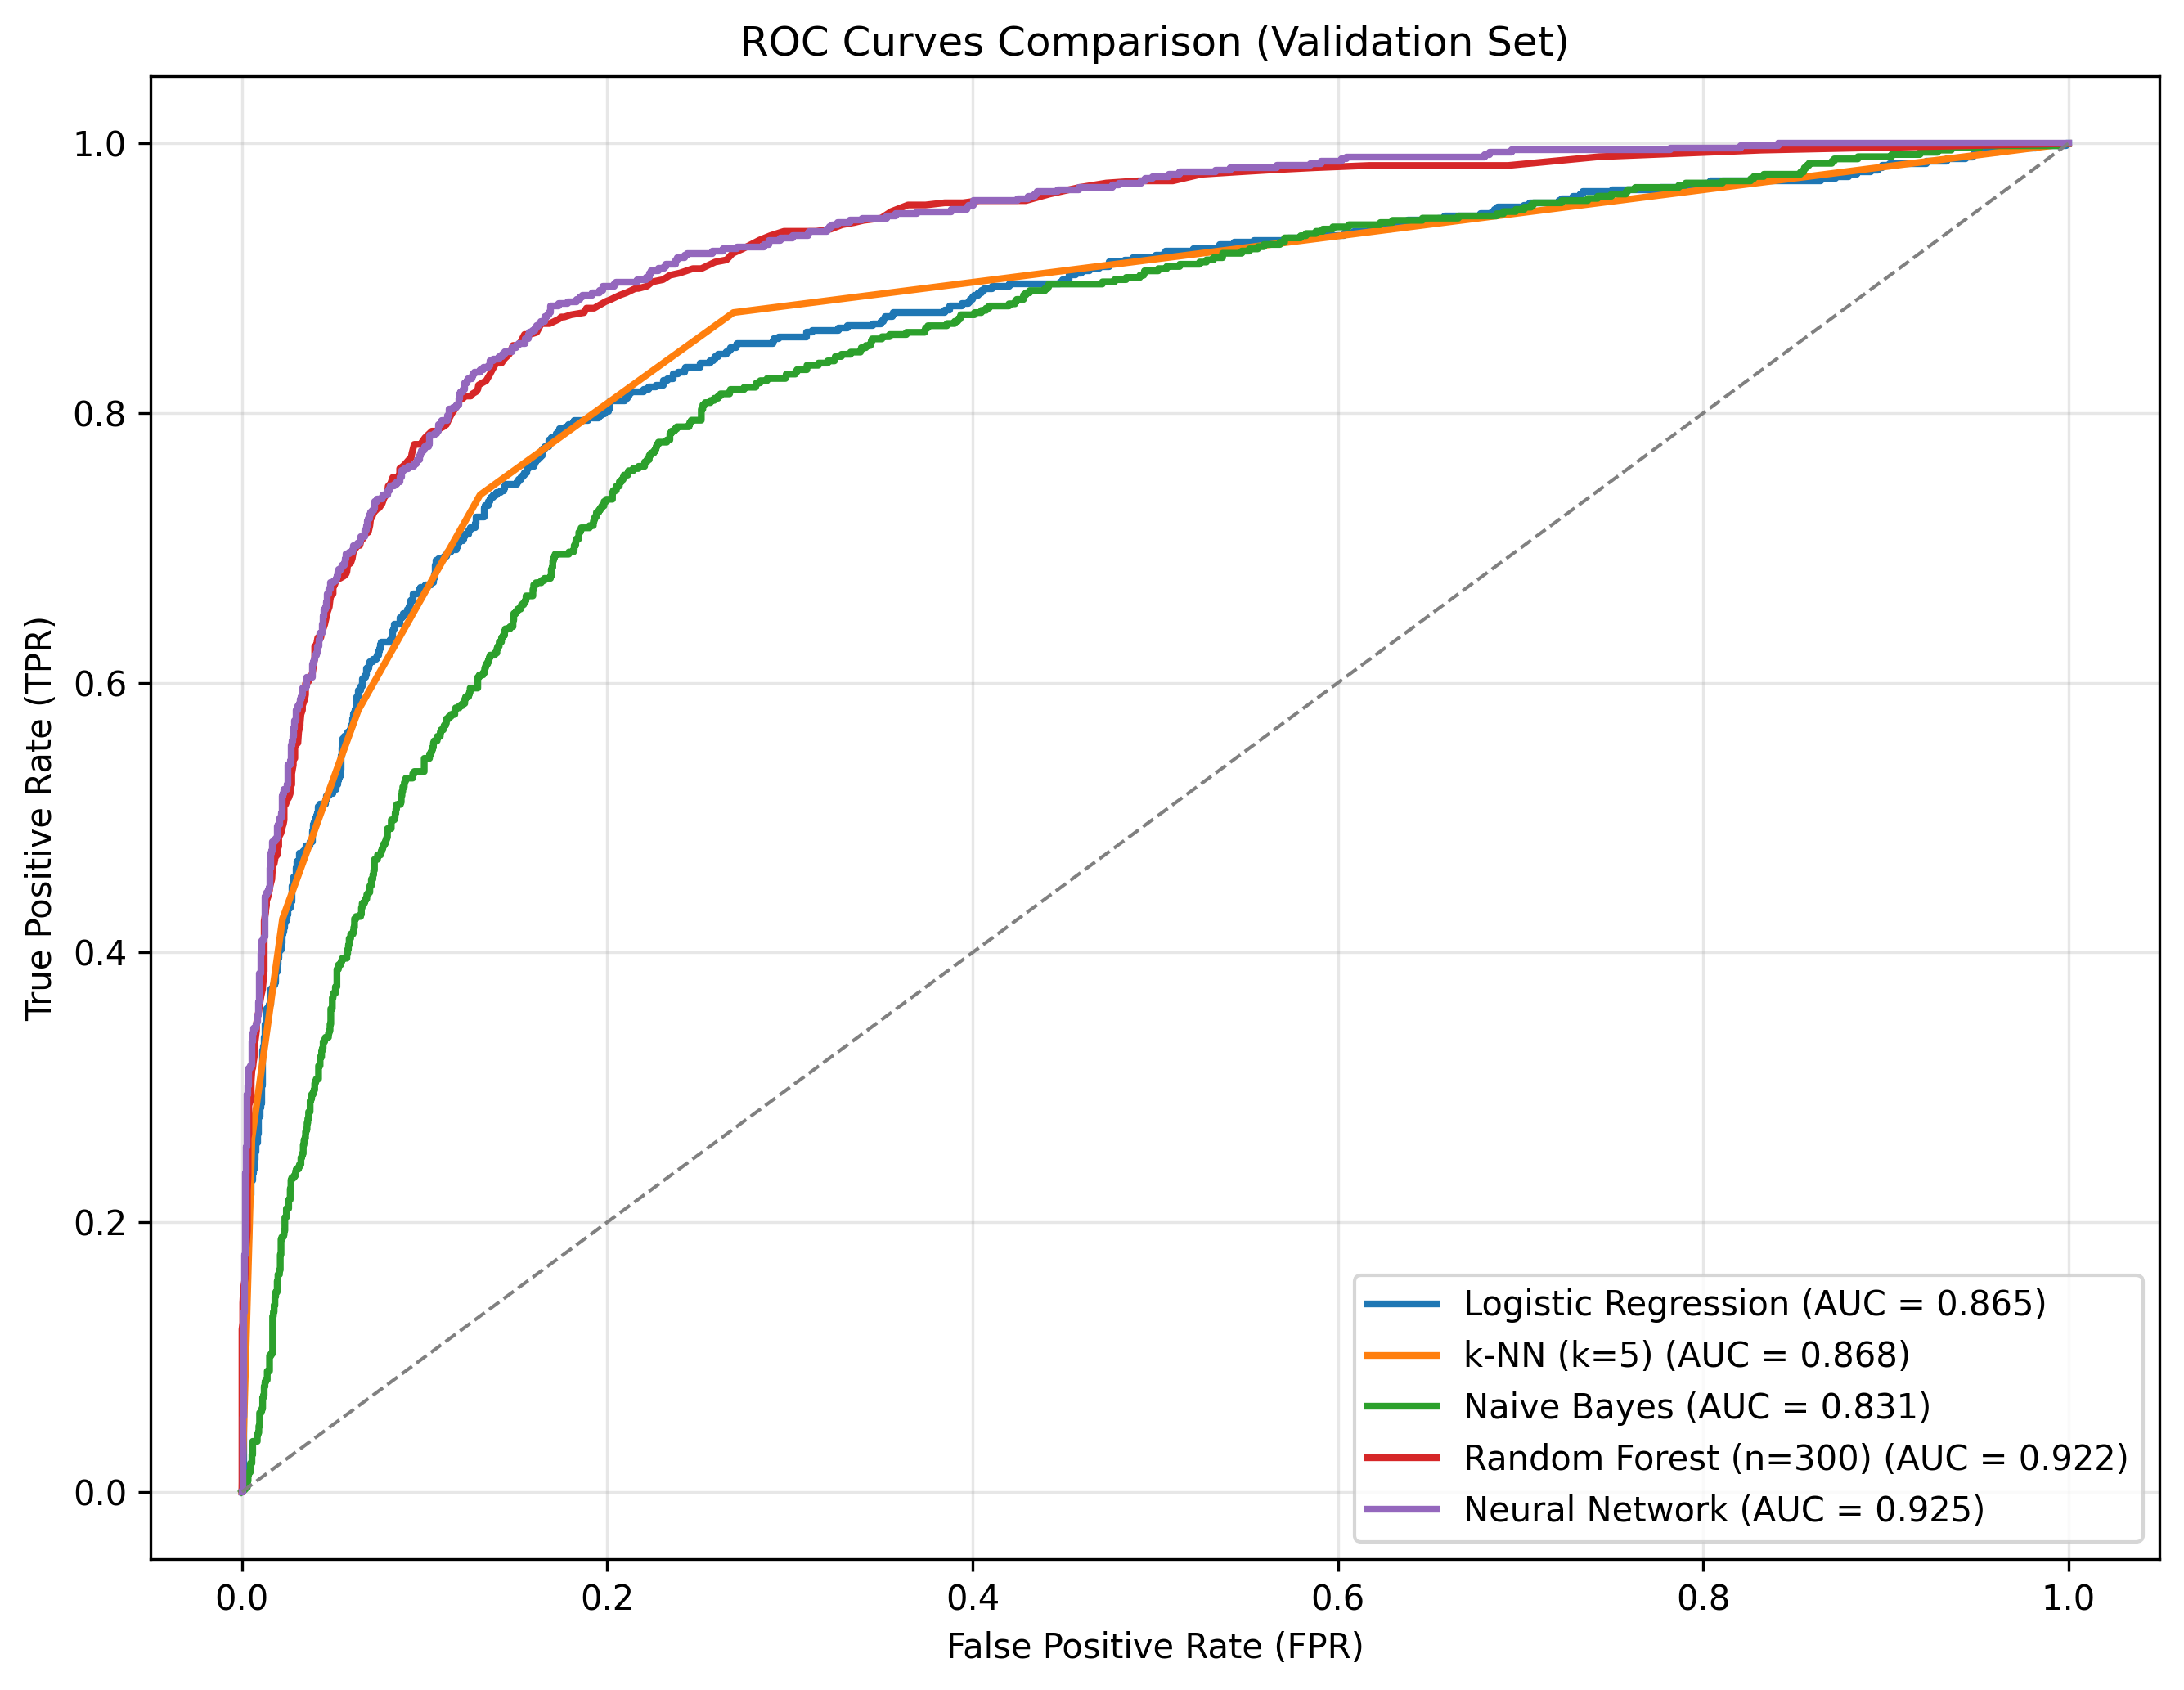 ROC Curves Comparison (Validation Set)
True Positive Rate (TPR)
1.0
0.8
0.6
0.4
0.2
0.0
0.0 0.2 0.4 0.6 0.8 1.0
False Positive Rate (FPR)
Logistic Regression (AUC = 0.865)
k-NN (k=5) (AUC = 0.868)
Naive Bayes (AUC = 0.831)
Random Forest (n=300) (AUC = 0.922)
Neural Network (AUC = 0.925)